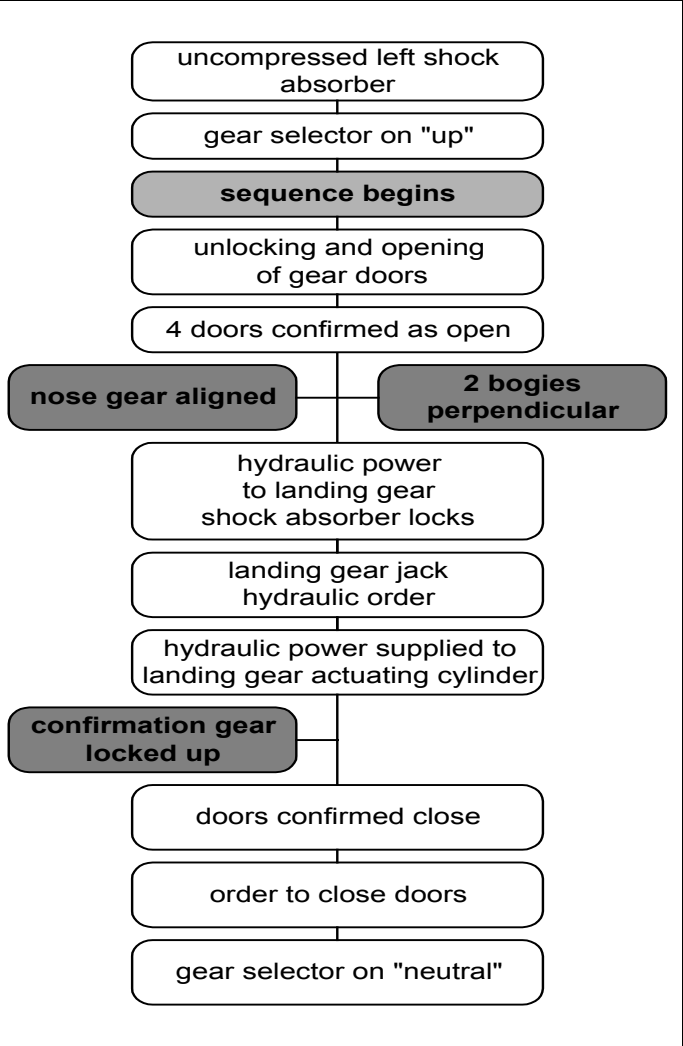 uncompressed left shock
absorber
gear selector on "up"
sequence begins
unlocking and opening
of gear doors
4 doors confirmed as open
nose gear aligned
2 bogies
perpendicular
hydraulic power
to landing gear
shock absorber locks
landing gear jack
hydraulic order
hydraulic power supplied to
landing gear actuating cylinder
confirmation gear
locked up
doors confirmed close
order to close doors
gear selector on "neutral"